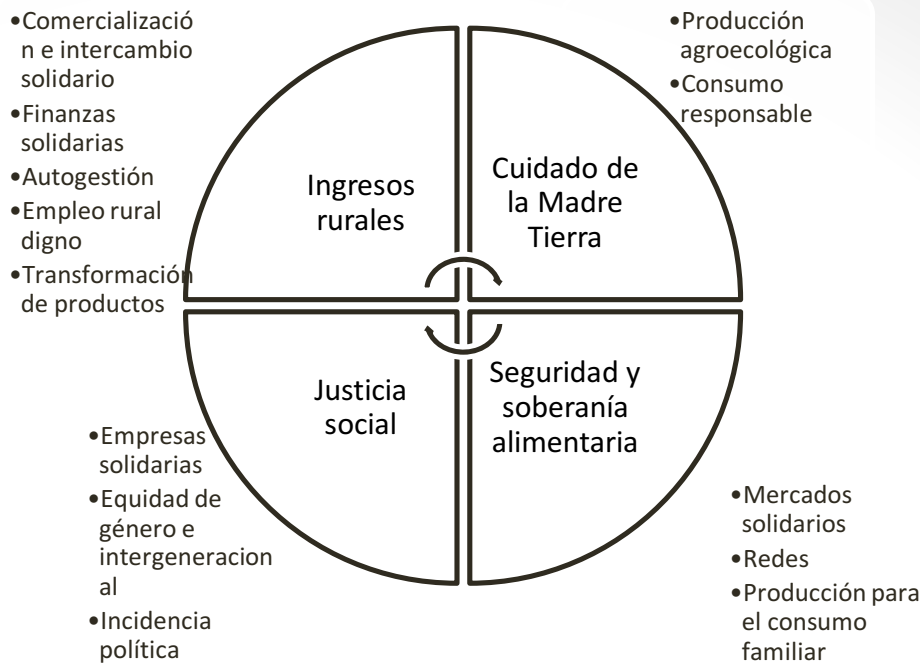 •Comercializació
n e intercambio
solidario
•Finanzas
solidarias
•Autogestión
•Empleo rural
digno
•Transformación
de productos
Ingresos
rurales
•Producción
agroecológica
•Consumo
responsable
Cuidado de
la Madre
Tierra
Justicia
social
•Empresas
solidarias
•Equidad de
género e
intergeneracion
al
•Incidencia
política
Seguridad y
soberanía
alimentaria
•Mercados
solidarios
•Redes
•Producción para
el consumo
familiar